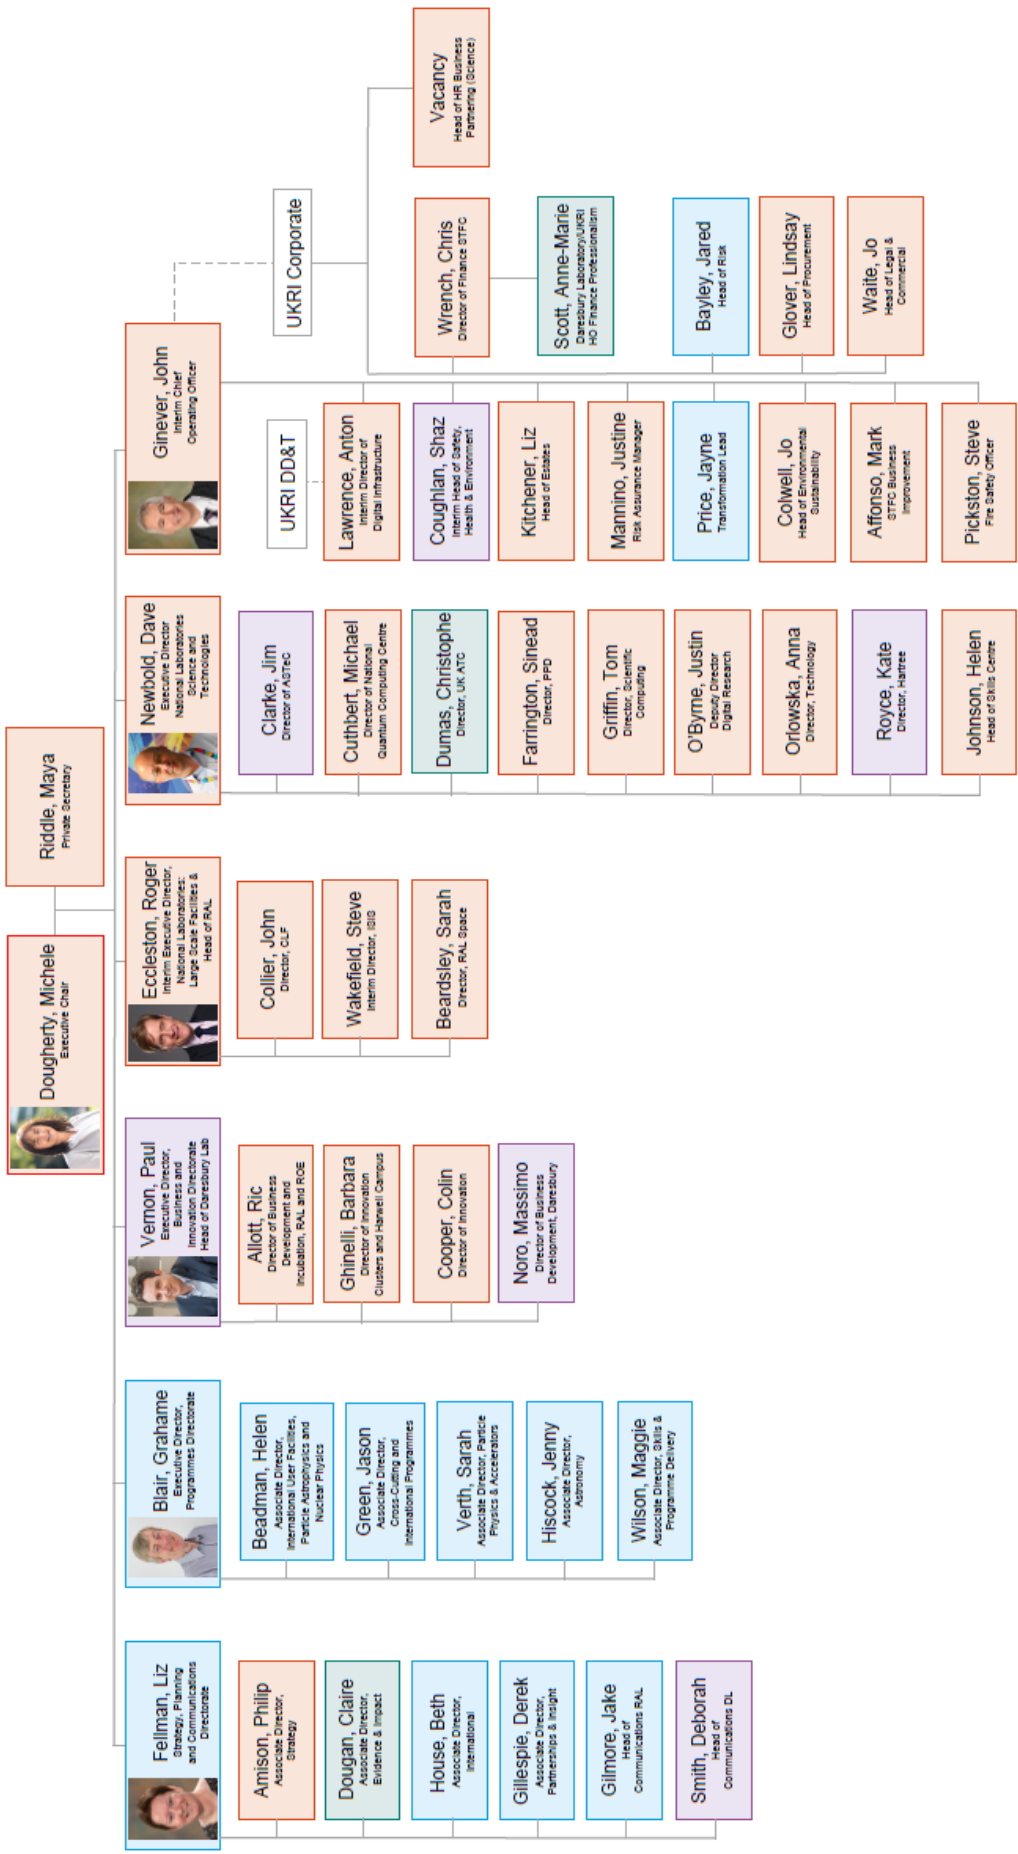 Dougherty, Michele
Executive Chair
Riddle, Maya
Private Secretary
Fellman, Liz
Strategy, Planning
and Communications
Directorate
Amison, Philip
Associate Director,
Strategy
Dougan, Claire
Associate Director,
Evidence & Impact
House, Beth
Associate Director,
International
Gillespie, Derek
Associate Director,
Partnerships & Insight
Gilmore, Jake
Head of
Communications RAL
Smith, Deborah
Head of
Communications DL
Blair, Grahame
Executive Director,
Programmes Directorate
Beadman, Helen
Associate Director,
International User Facilities,
Particle Astrophysics and
Nuclear Physics
Green, Jason
Associate Director,
Cross-Cutting and
International Programmes
Verth, Sarah
Associate Director, Particle
Physics & Accelerators
Hiscock, Jenny
Associate Director,
Astronomy
Wilson, Maggie
Associate Director, Skills &
Programme Delivery
Vernon, Paul
Executive Director,
Business and
Innovation Directorate
Head of Daresbury Lab
Allott, Ric
Director of Business
Development and
Incubation, RAL and ROE
Ghinelli, Barbara
Director of Innovation
Clusters and Harwell Campus
Cooper, Colin
Director of Innovation
Noro, Massimo
Director of Business
Development, Daresbury
Eccleston, Roger
Interim Executive Director,
National Laboratories:
Large Scale Facilities &
Head of RAL
Collier, John
Director, CLF
Wakefield, Steve
Interim Director, ISIS
Beardsley, Sarah
Director, RAL Space
Newbold, Dave
Executive Director
National Laboratories
Science and
Technologies
Clarke, Jim
Director of ASTeC
Cuthbert, Michael
Director of National
Quantum Computing Centre
Dumas, Christophe
Director, UK ATC
Farrington, Sinead
Director, PPD
Griffin, Tom
Director, Scientific
Computing
O'Byrne, Justin
Deputy Director
Digital Research
Orlowska, Anna
Director, Technology
Royce, Kate
Director, Hartree
Johnson, Helen
Head of Skills Centre
Ginever, John
Interim Chief
Operating Officer
UKRI DD&T
Lawrence, Anton
Interim Director of
Digital Infrastructure
Coughlan, Shaz
Interim Head of Safety,
Health & Environment
Kitchener, Liz
Head of Estates
Mannino, Justine
Risk Assurance Manager
Price, Jayne
Transformation Lead
Colwell, Jo
Head of Environmental
Sustainability
Affonso, Mark
STFC Business
Improvement
Pickston, Steve
Fire Safety Officer
UKRI Corporate
Wrench, Chris
Director of Finance STFC
Scott, Anne-Marie
Daresbury Laboratory/UKRI
HO Finance Professionalism
Bayley, Jared
Head of Risk
Glover, Lindsay
Head of Procurement
Waite, Jo
Head of Legal &
Commercial
Vacancy
Head of HR Business
Partnering (Science)